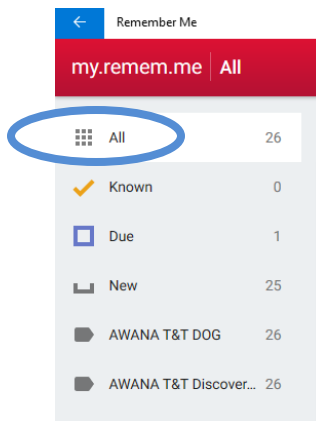 Remember Me
my.remem.me All
All 26
Known 0
Due 1
New 25
AWANA T&T DOG 26
AWANA T&T Discover... 26